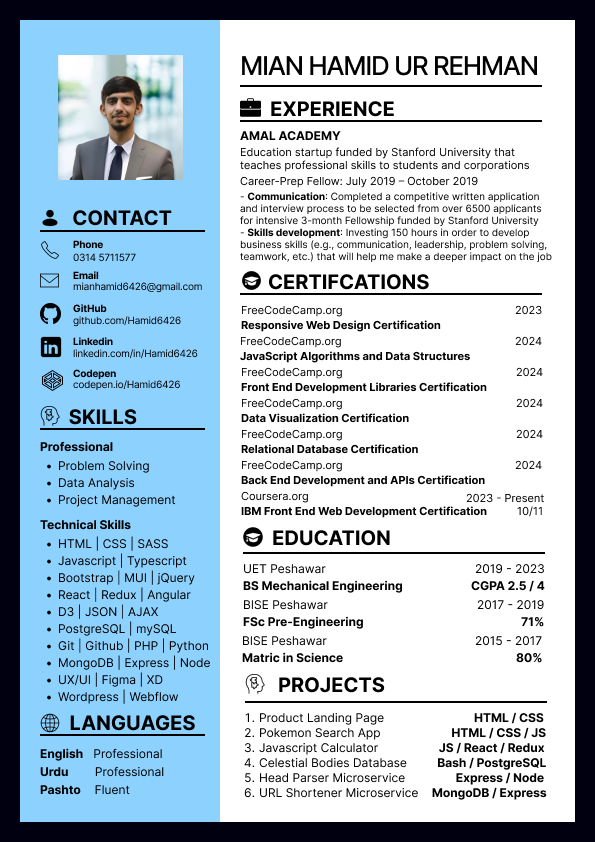 MIAN HAMID UR REHMAN
CONTACT
Phone
0314 5711577
Email
mianhamid6426@gmail.com
GitHub
github.com/Hamid6426
Linkedin
linkedin.com/in/Hamid6426
Codepen
codepen.io/Hamid6426
SKILLS
Professional
• Problem Solving
• Data Analysis
• Project Management
Technical Skills
• HTML | CSS | SASS
• Javascript | Typescript
• Bootstrap | MUI | jQuery
• React | Redux | Angular
• D3 | JSON | AJAX
• PostgreSQL | mySQL
• Git | Github | PHP | Python
• MongoDB | Express | Node
• UX/UI | Figma | XD
• Wordpress | Webflow
LANGUAGES
English Professional
Urdu Professional
Pashto Fluent
EXPERIENCE
AMAL ACADEMY
Education startup funded by Stanford University that
teaches professional skills to students and corporations
Career-Prep Fellow: July 2019 – October 2019
- Communication: Completed a competitive written application
and interview process to be selected from over 6500 applicants
for intensive 3-month Fellowship funded by Stanford University
- Skills development: Investing 150 hours in order to develop
business skills (e.g., communication, leadership, problem solving,
teamwork, etc.) that will help me make a deeper impact on the job
CERTIFCATIONS
FreeCodeCamp.org 2023
Responsive Web Design Certification
FreeCodeCamp.org 2024
JavaScript Algorithms and Data Structures
FreeCodeCamp.org 2024
Front End Development Libraries Certification
FreeCodeCamp.org 2024
Data Visualization Certification
FreeCodeCamp.org 2024
Relational Database Certification
FreeCodeCamp.org 2024
Back End Development and APIs Certification
Coursera.org 2023 - Present
IBM Front End Web Development Certification 10/11
EDUCATION
UET Peshawar 2019 - 2023
BS Mechanical Engineering CGPA 2.5 / 4
BISE Peshawar 2017 - 2019
FSc Pre-Engineering 71%
BISE Peshawar 2015 - 2017
Matric in Science 80%
PROJECTS
1. Product Landing Page HTML / CSS
2. Pokemon Search App HTML / CSS / JS
3. Javascript Calculator JS / React / Redux
4. Celestial Bodies Database Bash / PostgreSQL
5. Head Parser Microservice Express / Node
6. URL Shortener Microservice MongoDB / Express